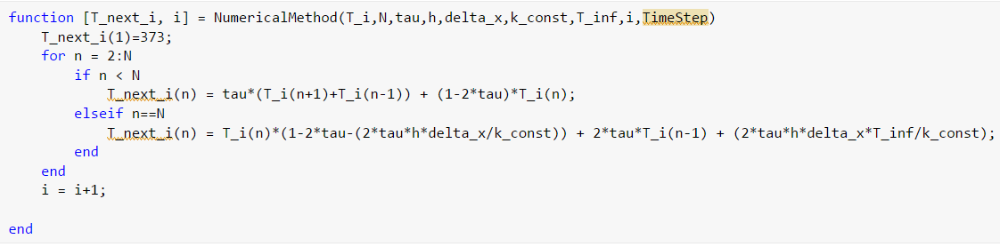 function [T_next_i, i] = NumericalMethod(T_i,N,tau,h,delta_x,k_const,T_inf,i,TimeStep)
    T_next_i(1)=373;
    for n = 2:N
        if n < N
            T_next_i(n) = tau*(T_i(n+1)+T_i(n-1)) + (1-2*tau)*T_i(n);
        elseif n==N
            T_next_i(n) = T_i(n)*(1-2*tau-(2*tau*h*delta_x/k_const)) + 2*tau*T_i(n-1) + (2*tau*h*delta_x*T_inf/k_const);
        end
    end
    i = i+1;

end